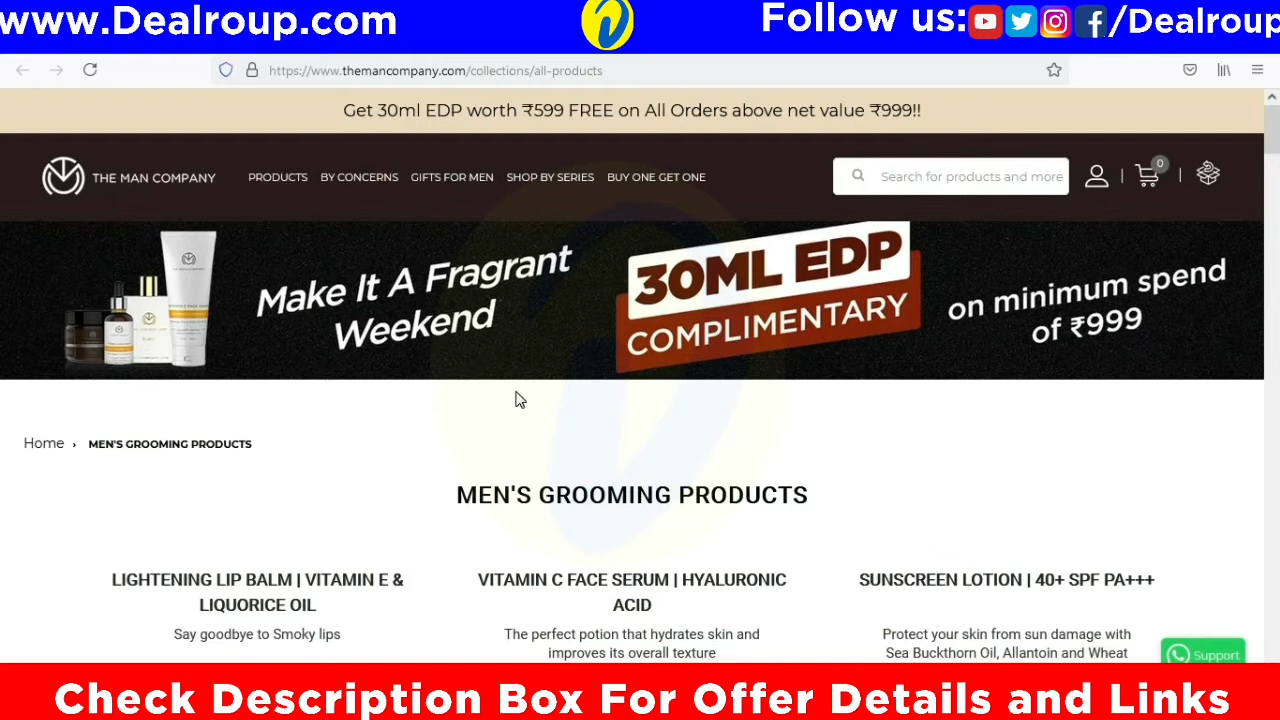 www.Dealroup.com
Follow us: /Dealroup
https://www.themancompany.com/collections/all-products
Get 30ml EDP worth ₹599 FREE on All Orders above net value ₹999!!
THE MAN COMPANY
PRODUCTS BY CONCERNS GIFTS FOR MEN SHOP BY SERIES BUY ONE GET ONE
Search for products and more
0
Make It A Fragrant
Weekend
30ML EDP
COMPLIMENTARY
on minimum spend
of ₹999
Home › MEN'S GROOMING PRODUCTS
MEN'S GROOMING PRODUCTS
LIGHTENING LIP BALM | VITAMIN E &
LIQUORICE OIL
Say goodbye to Smoky lips
VITAMIN C FACE SERUM | HYALURONIC
ACID
The perfect potion that hydrates skin and
improves its overall texture
SUNSCREEN LOTION | 40+ SPF PA+++
Protect your skin from sun damage with
Sea Buckthorn Oil, Allantoin and Wheat
Support
Check Description Box For Offer Details and Links